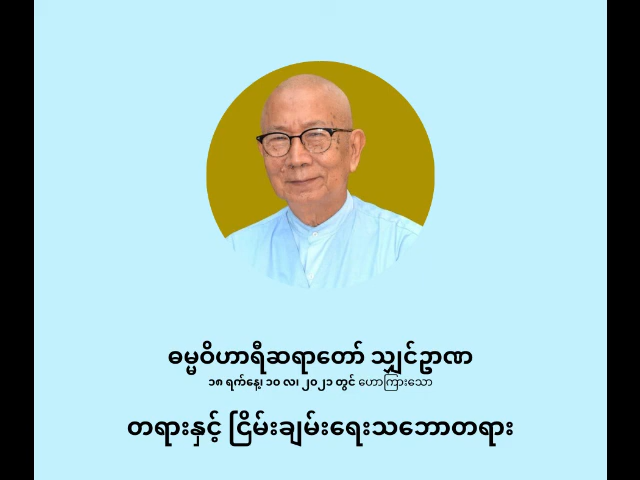 ဓမ္မဝိဟာရီဆရာတော် သျှင်ဥာဏ
၁၈ ရက်နေ့၊ ၁၀ လ၊ ၂၀၂၁ တွင် ဟောကြားသော
တရားနှင့် ငြိမ်းချမ်းရေးသဘောတရား